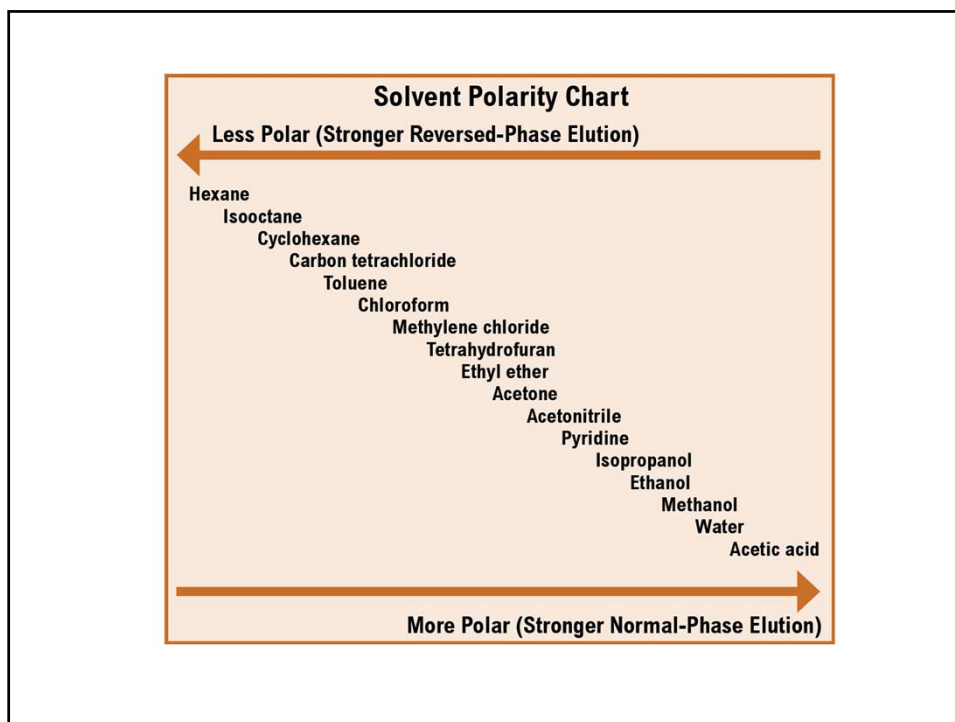 Solvent Polarity Chart
Less Polar (Stronger Reversed-Phase Elution)
Hexane
Isooctane
Cyclohexane
Carbon tetrachloride
Toluene
Chloroform
Methylene chloride
Tetrahydrofuran
Ethyl ether
Acetone
Acetonitrile
Pyridine
Isopropanol
Ethanol
Methanol
Water
Acetic acid
More Polar (Stronger Normal-Phase Elution)